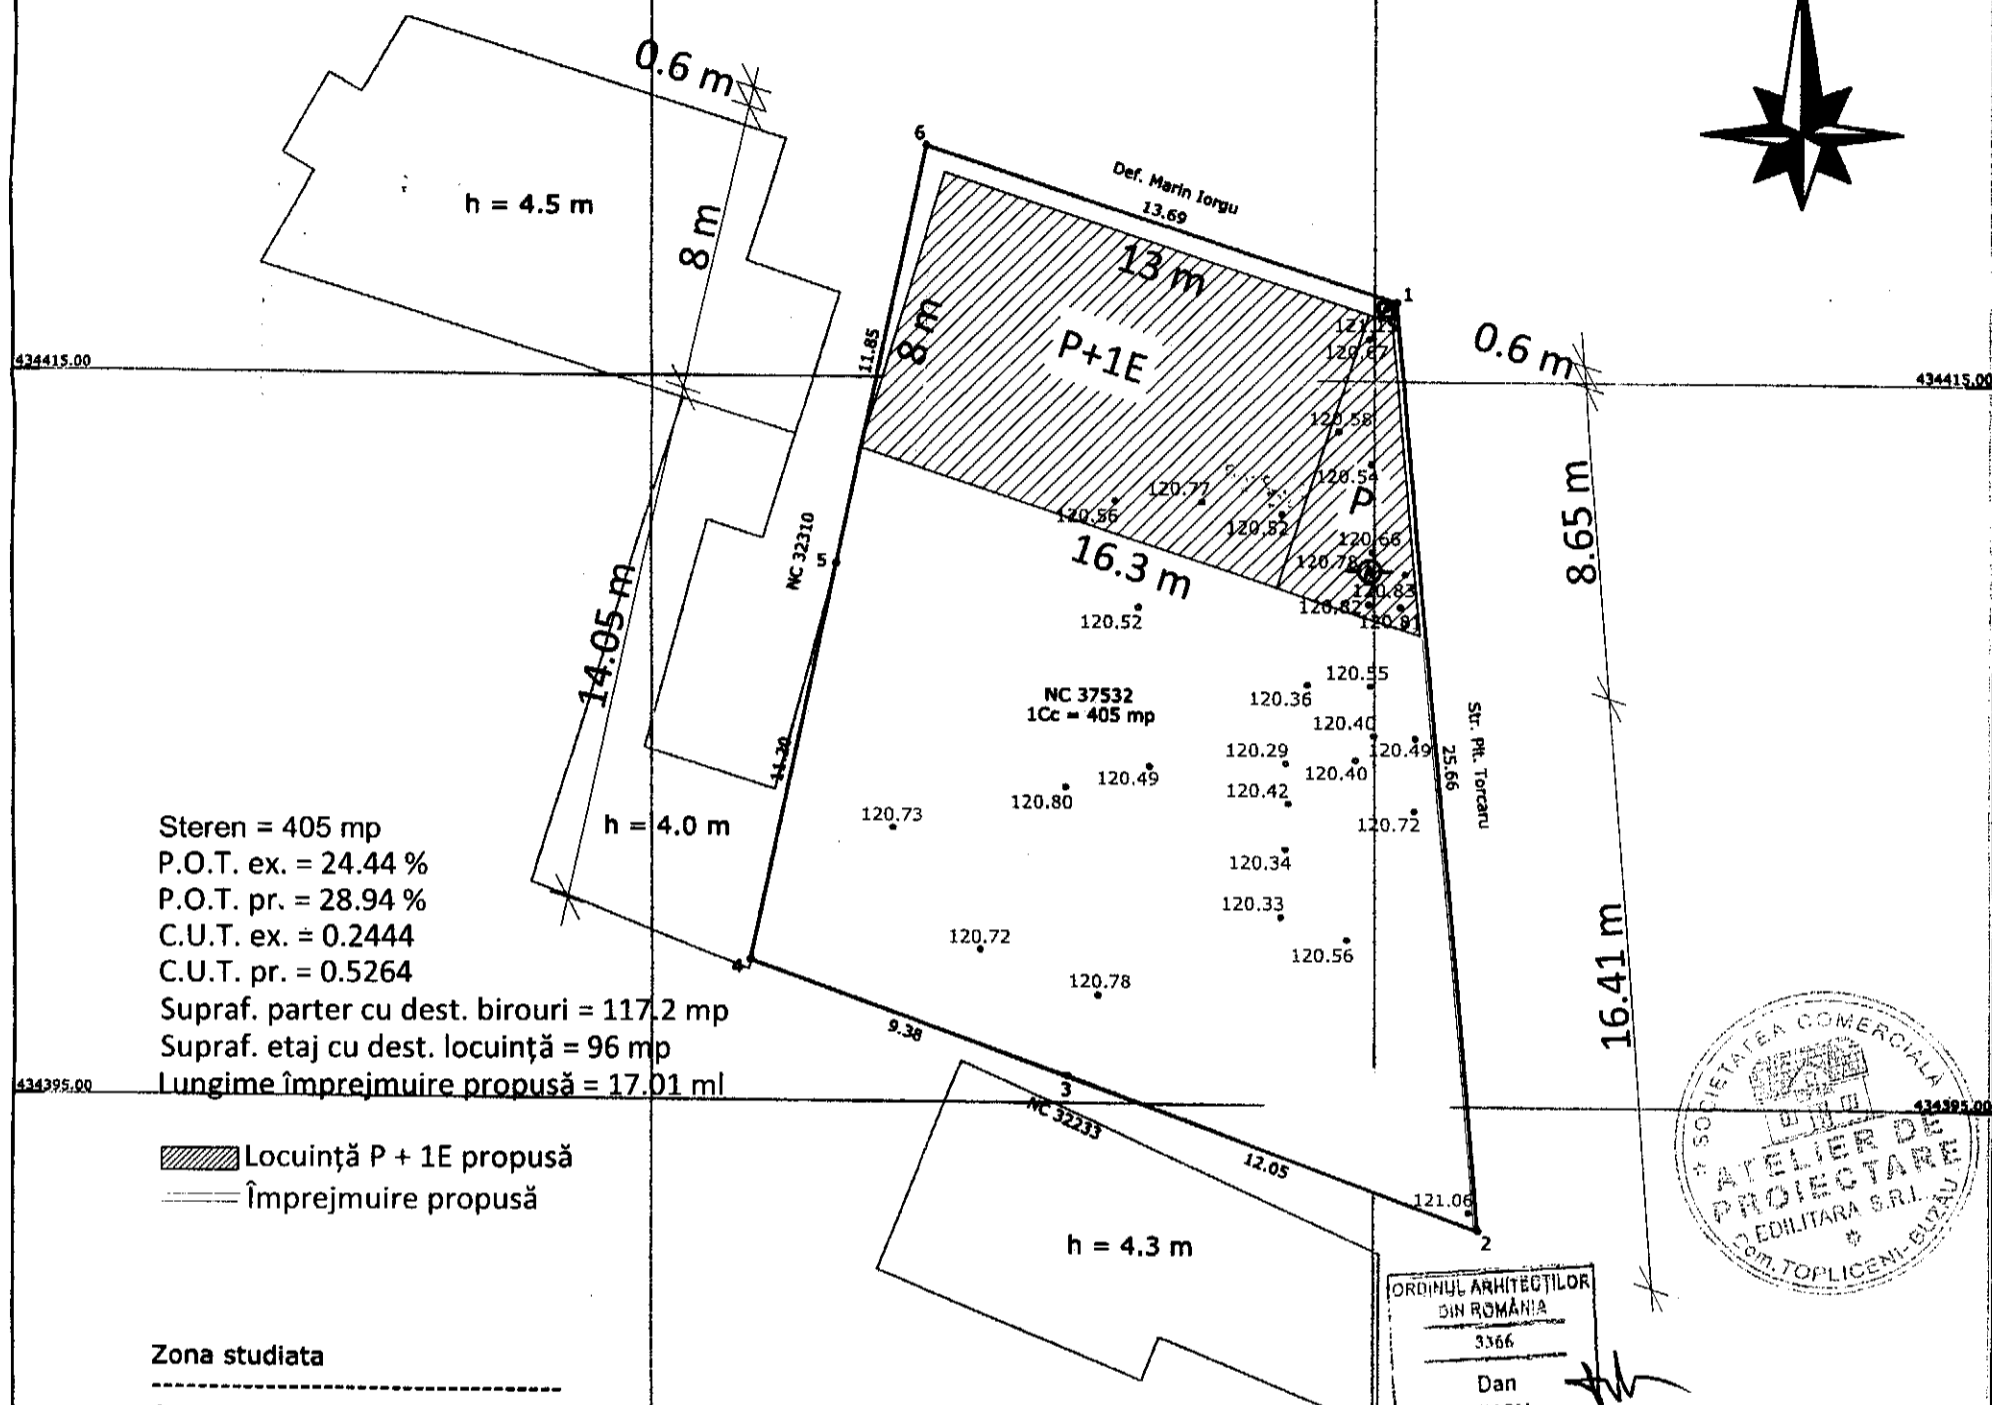 0.6 m
6
Def. Marin Iorgu
13.69
h = 4.5 m
8 m
13 m
1
11.85
8 m
P+1E
120.67
0.6 m
434415.00
434415.00
120.58
120.54
P
120.77
120.56
120.52
8.65 m
16.3 m
120.66
120.78
120.83
120.82
120.81
5
NC 32310
14.05 m
120.52
120.55
120.36
NC 37532
1Cc = 405 mp
120.40
120.49
120.29
120.40
Str. Plt. Torcaru
25.66
11.20
120.49
120.80
120.42
120.73
120.72
h = 4.0 m
120.34
120.33
120.72
120.56
120.78
16.41 m
4
Steren = 405 mp
P.O.T. ex. = 24.44 %
P.O.T. pr. = 28.94 %
C.U.T. ex. = 0.2444
C.U.T. pr. = 0.5264
Supraf. parter cu dest. birouri = 117.2 mp
Supraf. etaj cu dest. locuință = 96 mp
Lungime împrejmuire propusă = 17.01 ml
434395.00
434395.00
9.38
3
NC 32233
12.05
121.06
2
h = 4.3 m
Locuință P + 1E propusă
Împrejmuire propusă
Zona studiata
SOCIETATEA COMERCIALĂ
ATELIER DE
PROIECTARE
EDILITARA S.R.L.
Com. TOPLICENI-BUZĂU
ORDINUL ARHITECȚILOR
DIN ROMÂNIA
3366
Dan